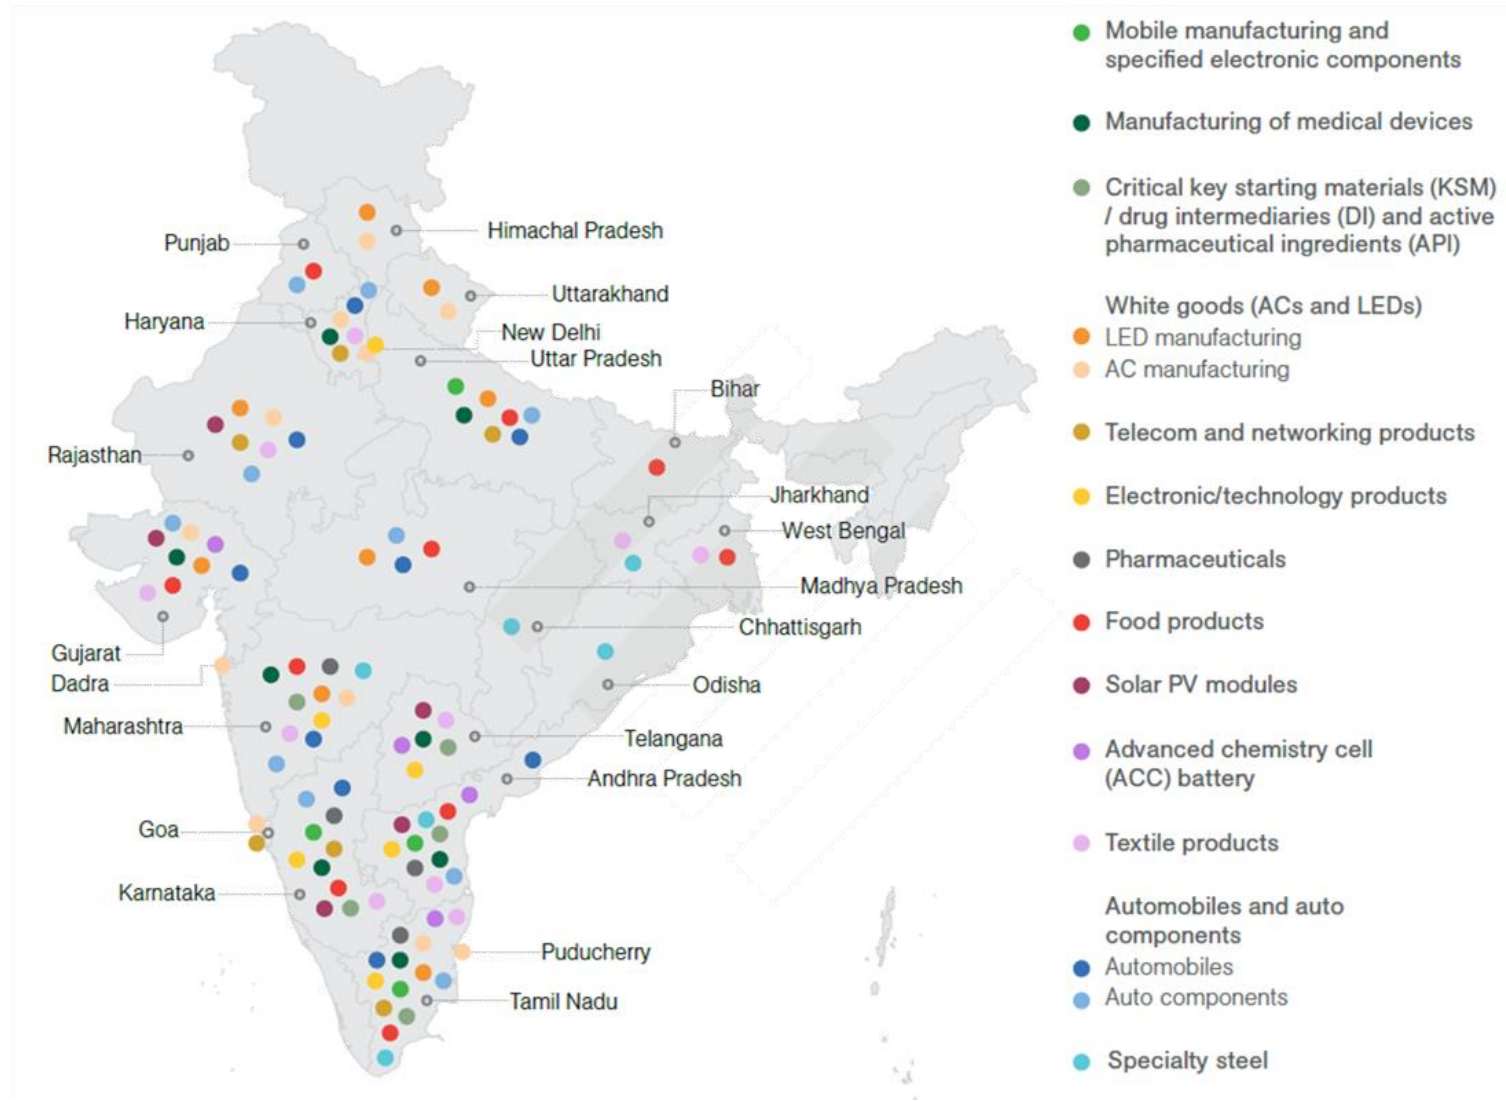 Punjab
Himachal Pradesh
Uttarakhand
Haryana
New Delhi
Uttar Pradesh
Bihar
Rajasthan
Jharkhand
West Bengal
Madhya Pradesh
Chhattisgarh
Gujarat
Dadra
Odisha
Maharashtra
Telangana
Andhra Pradesh
Goa
Karnataka
Puducherry
Tamil Nadu
Mobile manufacturing and
specified electronic components
Manufacturing of medical devices
Critical key starting materials (KSM)
/ drug intermediaries (DI) and active
pharmaceutical ingredients (API)
White goods (ACs and LEDs)
LED manufacturing
AC manufacturing
Telecom and networking products
Electronic/technology products
Pharmaceuticals
Food products
Solar PV modules
Advanced chemistry cell
(ACC) battery
Textile products
Automobiles and auto
components
Automobiles
Auto components
Specialty steel